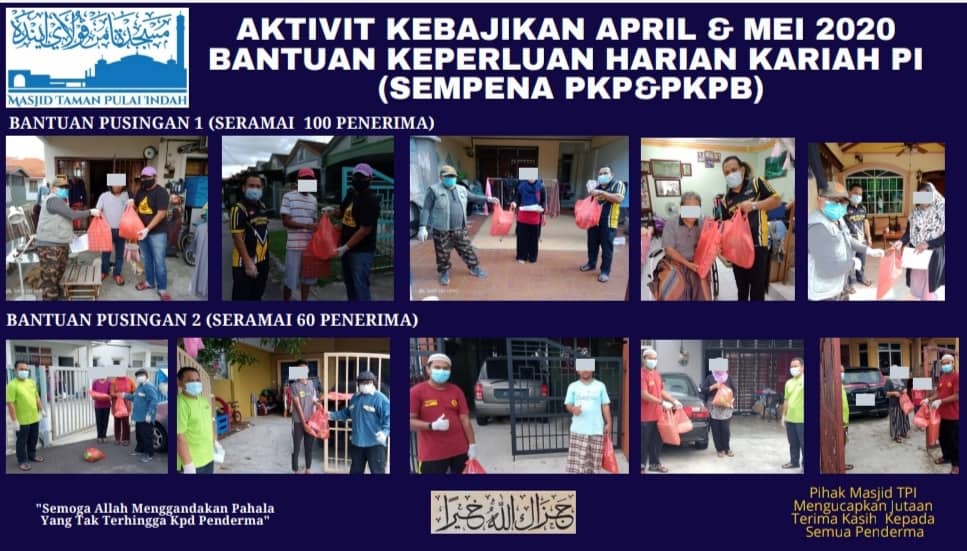 مسجد تامن فولاي اينده
MASJID TAMAN PULAI INDAH
AKTIVIT KEBAJIKAN APRIL & MEI 2020
BANTUAN KEPERLUAN HARIAN KARIAH PI
(SEMPENA PKP&PKPB)
BANTUAN PUSINGAN 1 (SERAMAI 100 PENERIMA)
BANTUAN PUSINGAN 2 (SERAMAI 60 PENERIMA)
"Semoga Allah Menggandakan Pahala
Yang Tak Terhingga Kpd Penderma"
جزاك الله خيرا
Pihak Masjid TPI
Mengucapkan Jutaan
Terima Kasih Kepada
Semua Penderma